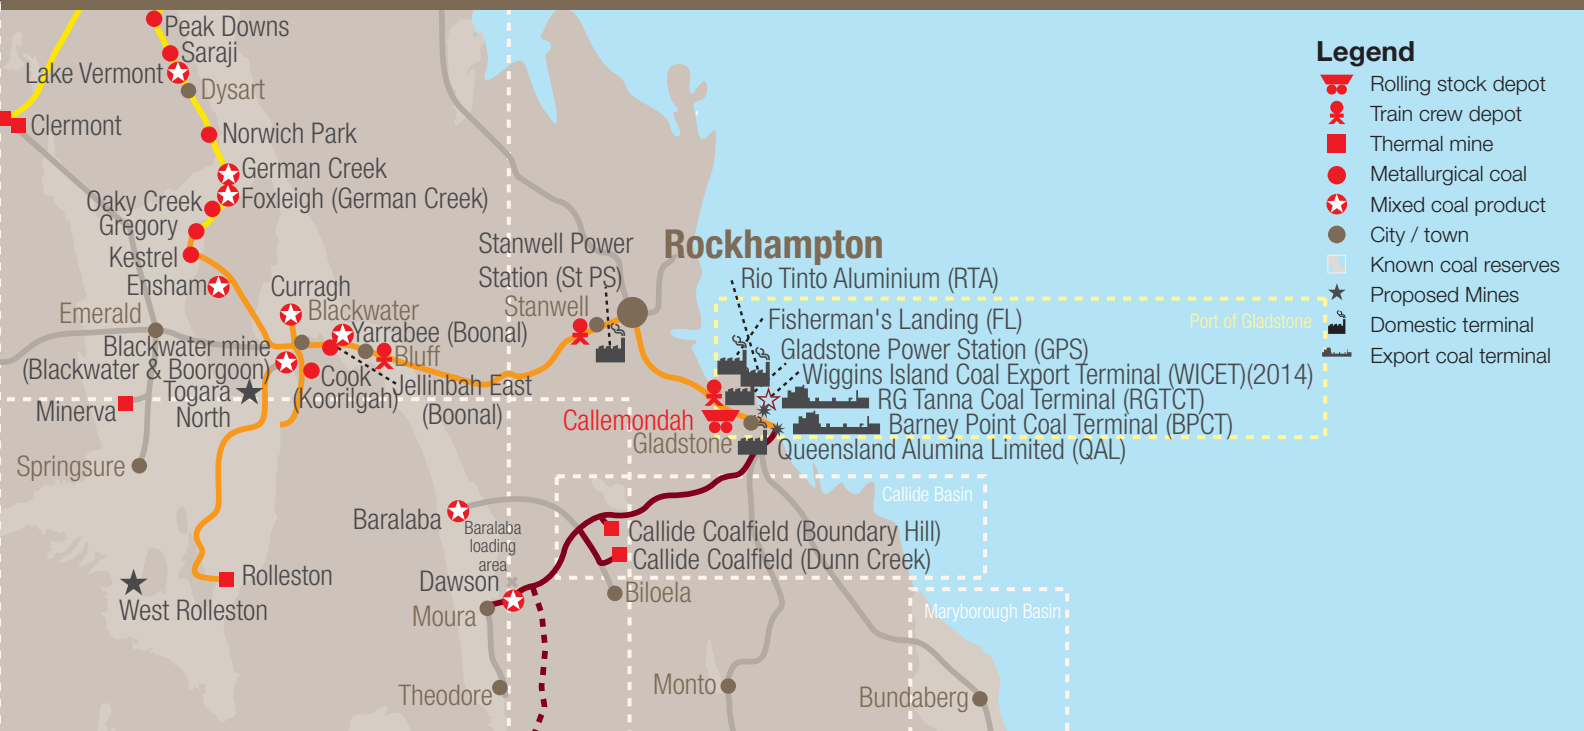 Peak Downs
Saraji
Lake Vermont
Dysart
Clermont
Norwich Park
German Creek
Foxleigh (German Creek)
Oaky Creek
Gregory
Kestrel
Ensham
Curragh
Emerald
Blackwater
Yarrabee (Boonal)
Blackwater mine
(Blackwater & Boorgoon)
Bluff
Togara
North
Cook
(Koorilgah)
Jellinbah East
(Boonal)
Minerva
Springsure
Rolleston
West Rolleston
Stanwell Power
Station (St PS)
Stanwell
Rockhampton
Rio Tinto Aluminium (RTA)
Port of Gladstone
Fisherman's Landing (FL)
Gladstone Power Station (GPS)
Wiggins Island Coal Export Terminal (WICET)(2014)
RG Tanna Coal Terminal (RGTCT)
Callemondah
Barney Point Coal Terminal (BPCT)
Gladstone
Queensland Alumina Limited (QAL)
Callide Basin
Baralaba
Baralaba
loading
area
Callide Coalfield (Boundary Hill)
Callide Coalfield (Dunn Creek)
Dawson
Moura
Biloela
Maryborough Basin
Theodore
Monto
Bundaberg
Legend
Rolling stock depot
Train crew depot
Thermal mine
Metallurgical coal
Mixed coal product
City / town
Known coal reserves
Proposed Mines
Domestic terminal
Export coal terminal